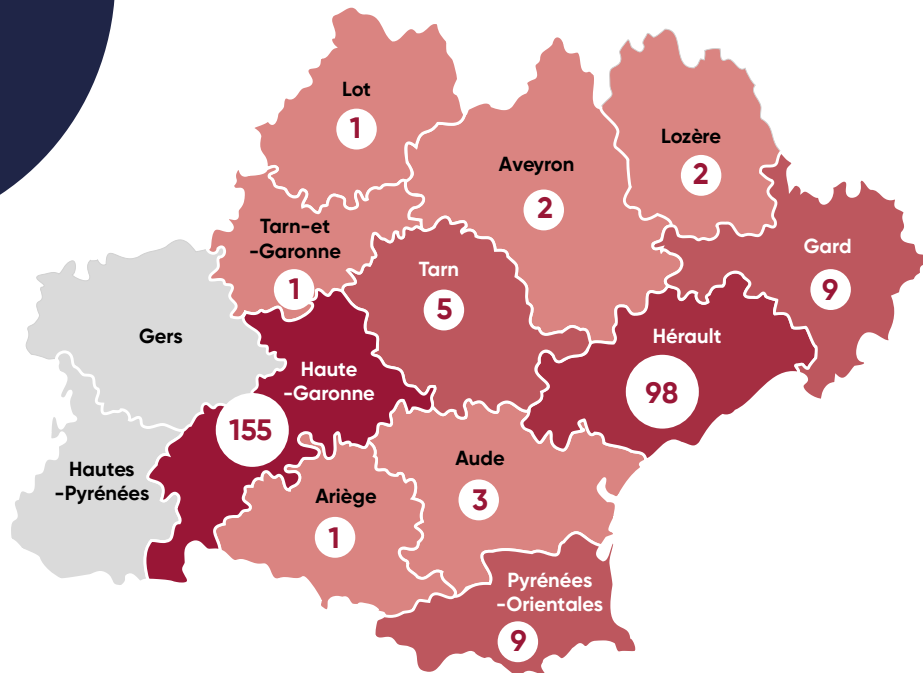 Lot
1
Aveyron
2
Lozère
2
Tarn-et
-Garonne
1
Tarn
5
Gard
9
Gers
Haute
-Garonne
155
Hérault
98
Hautes
-Pyrénées
Ariège
1
Aude
3
Pyrénées
-Orientales
9